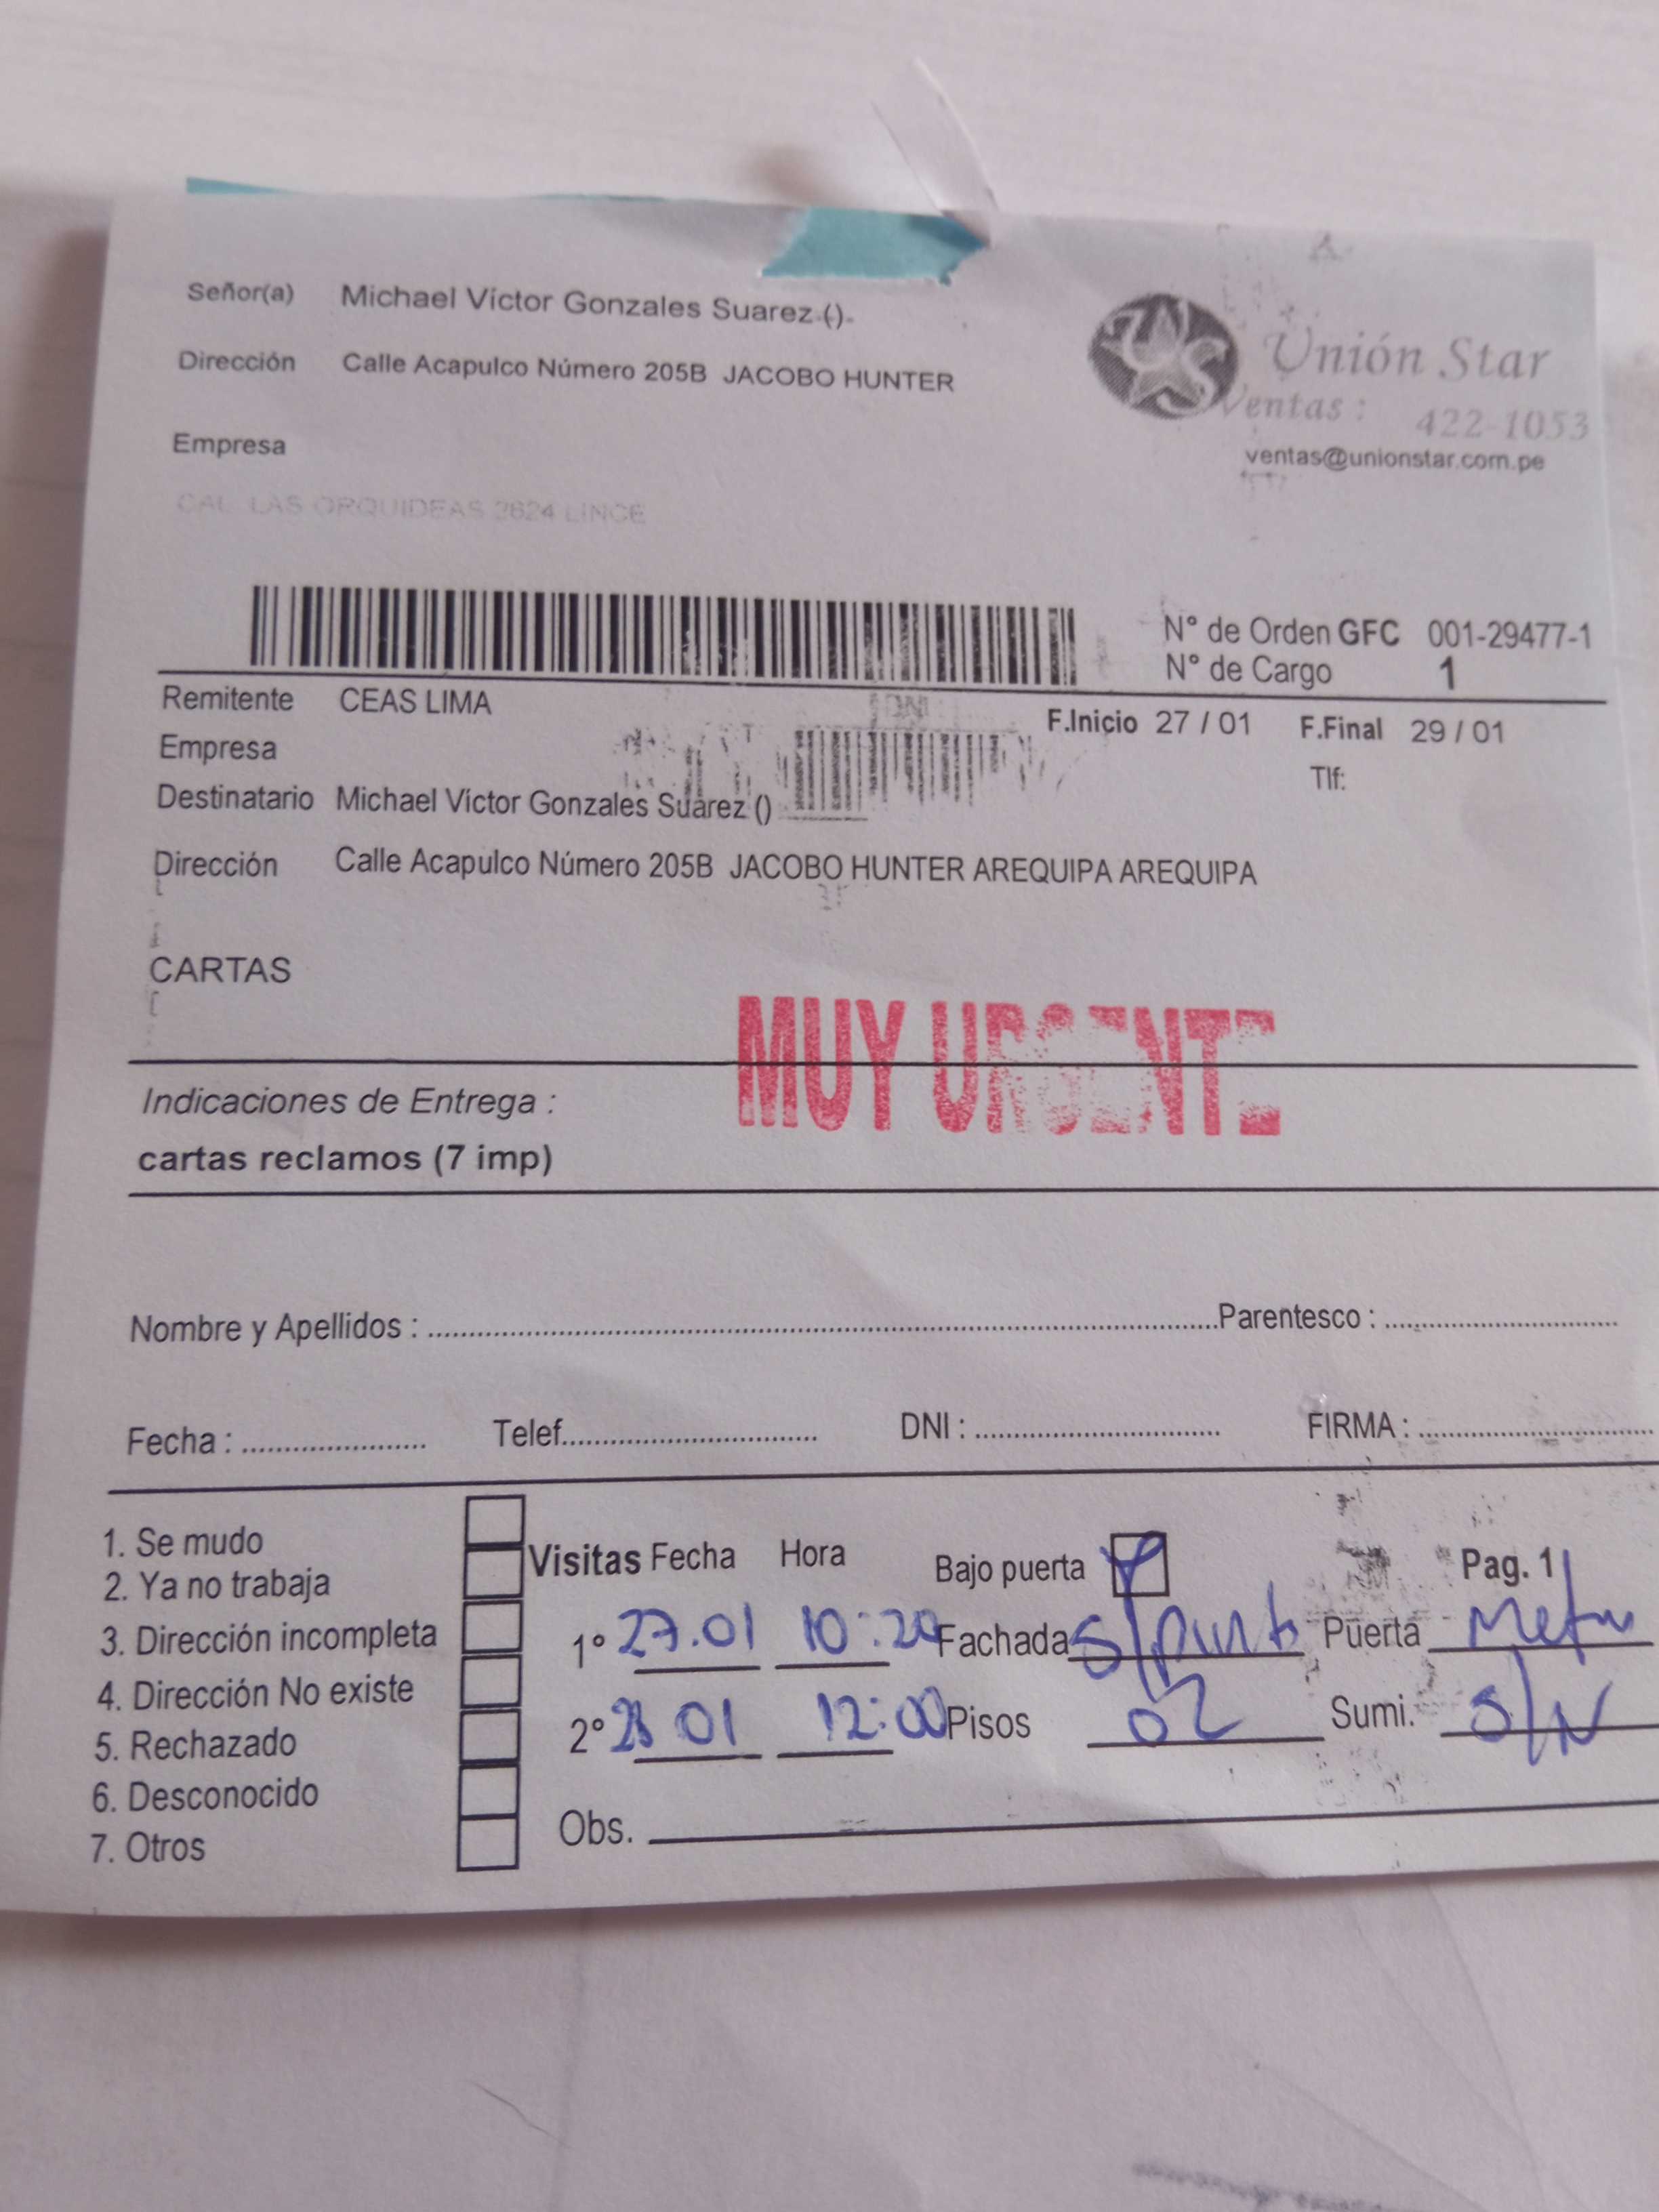 Señor(a) Michael Víctor Gonzales Suarez ().
Unión Star
Dirección Calle Acapulco Número 205B JACOBO HUNTER
Ventas : 422-1053
Empresa
ventas@unionstar.com.pe
CAL. LAS ORQUIDEAS 2624 LINCE
N° de Orden GFC 001-29477-1
N° de Cargo 1
Remitente CEAS LIMA
DNI
F.Inicio 27 / 01 F.Final 29 / 01
Empresa
Tlf:
Destinatario Michael Víctor Gonzales Suárez ()
Dirección Calle Acapulco Número 205B JACOBO HUNTER AREQUIPA AREQUIPA
CARTAS
MUY URGENTE
Indicaciones de Entrega :
cartas reclamos (7 imp)
Nombre y Apellidos : Parentesco :
Fecha : Telef. DNI : FIRMA :
1. Se mudo
2. Ya no trabaja
3. Dirección incompleta
4. Dirección No existe
5. Rechazado
6. Desconocido
7. Otros
Visitas Fecha Hora Bajo puerta Pag. 1
1° 27.01 10:20 Fachada Puerta
2° 28 01 12:00 Pisos 02 Sumi. S/N
Obs.